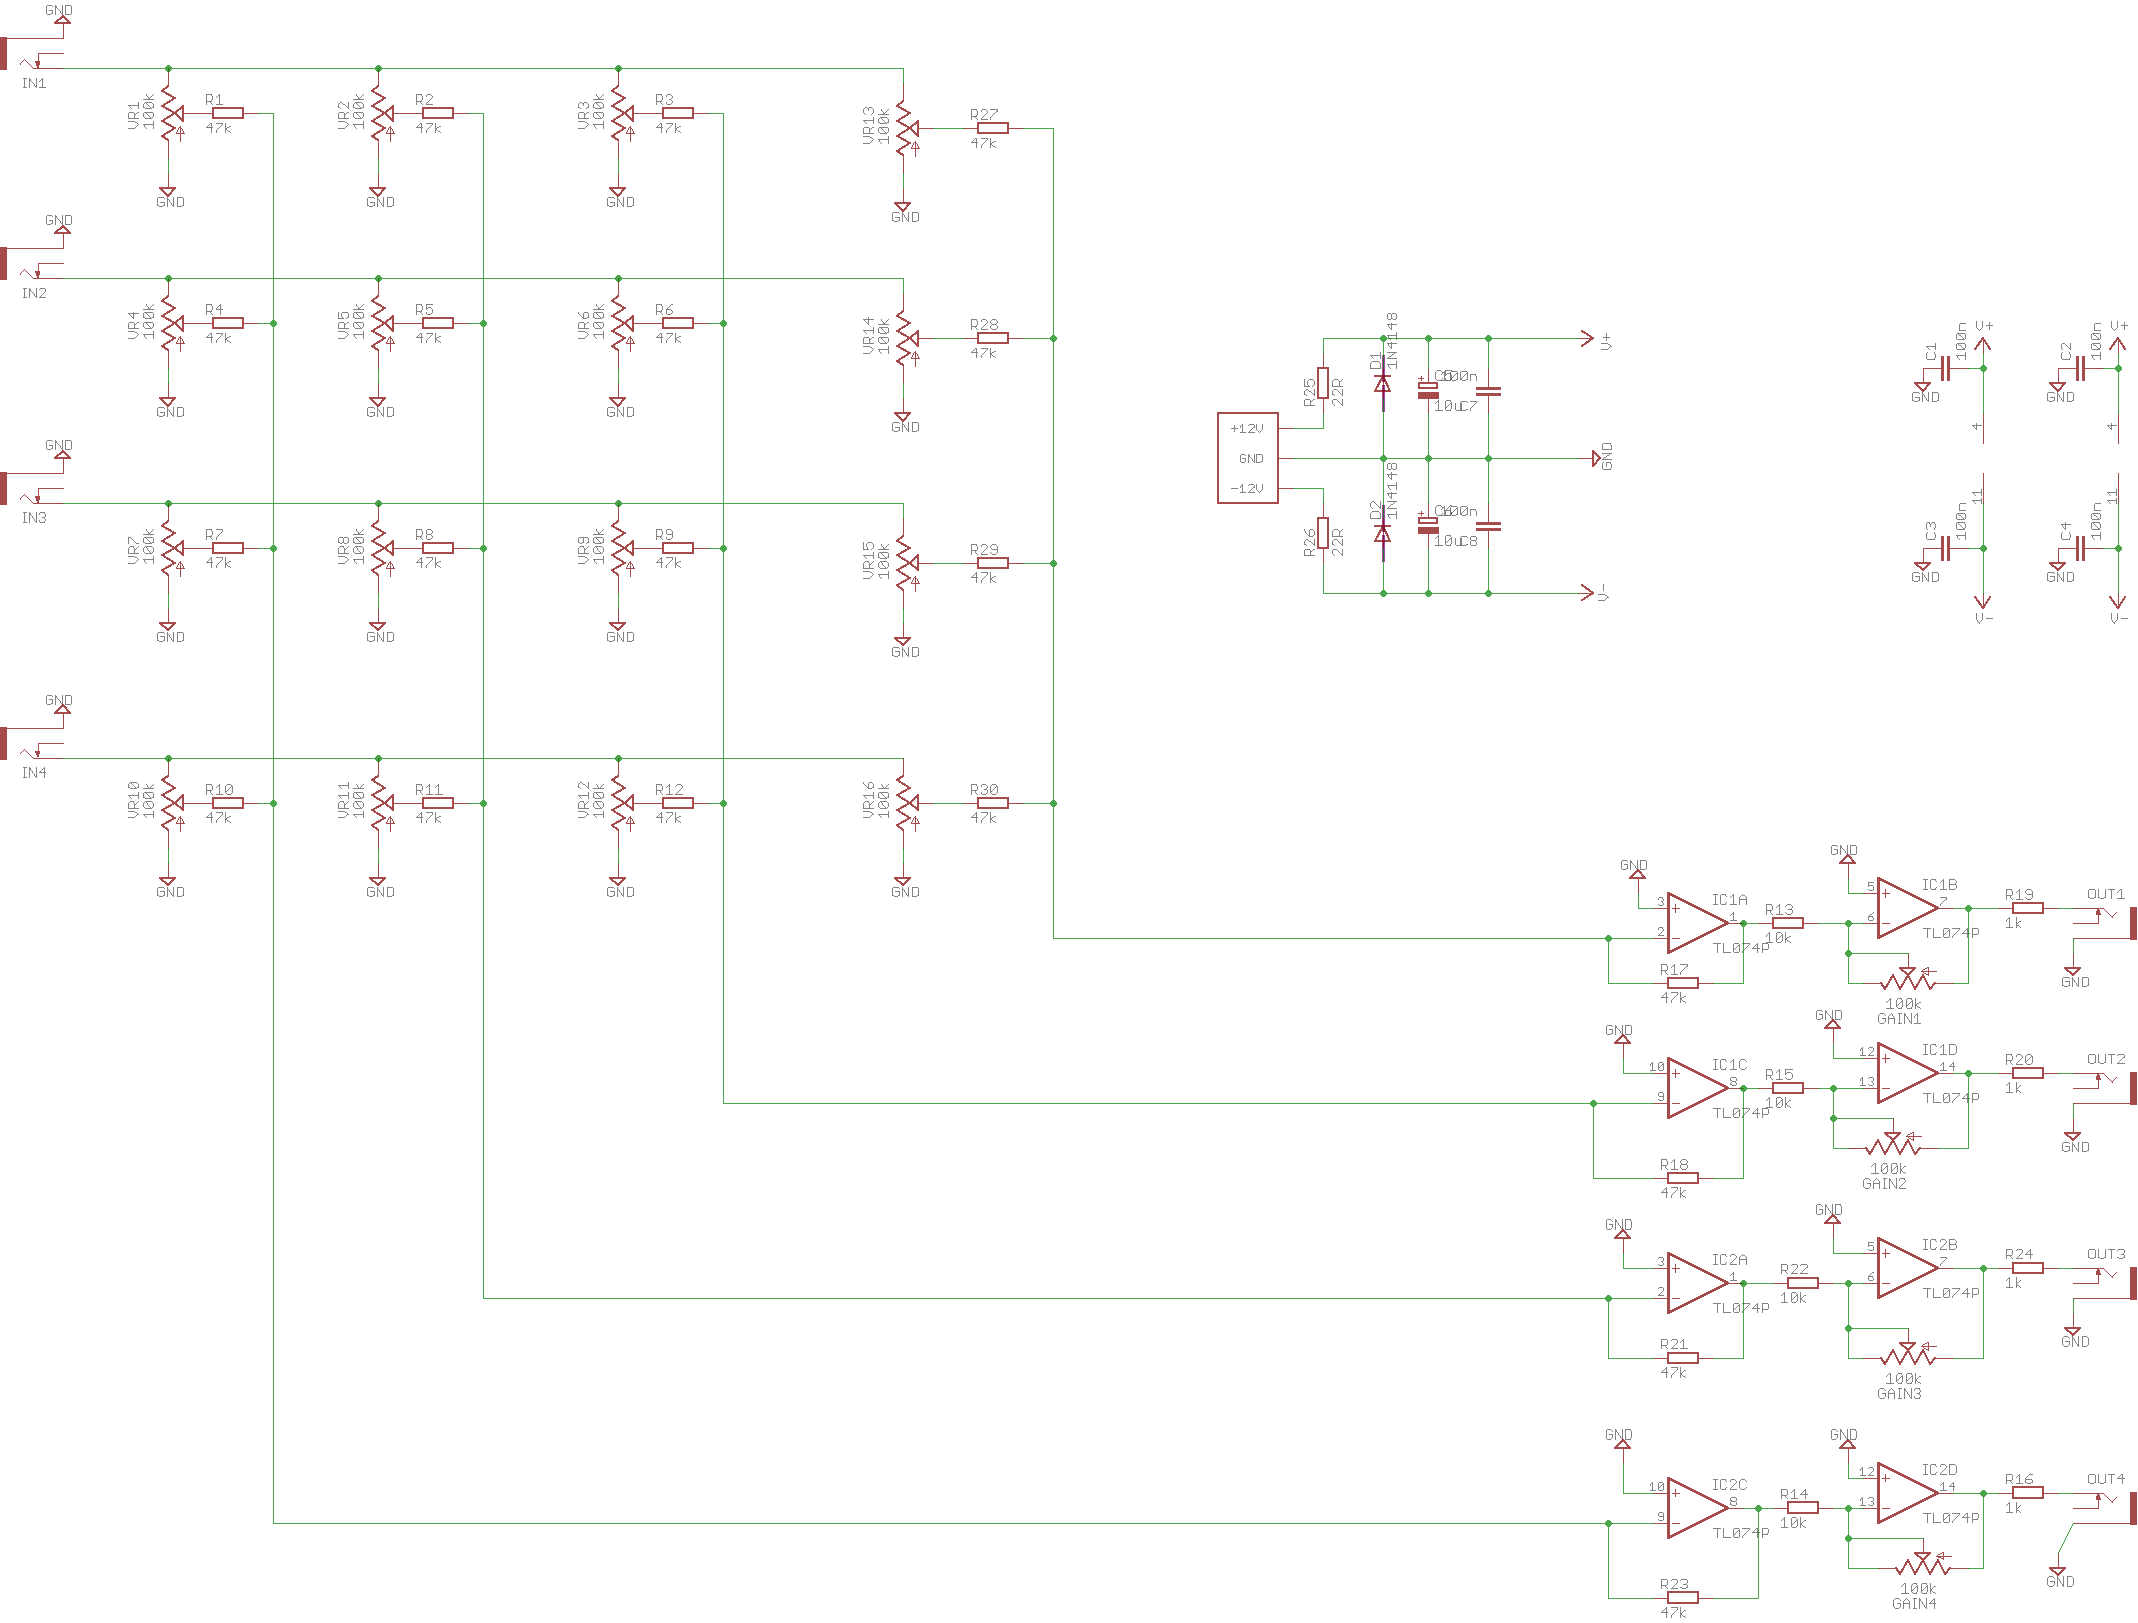 GND
IN1
VR1
100k
R1
47k
GND
VR2
100k
R2
47k
GND
VR3
100k
R3
47k
GND
VR13
100k
R27
47k
GND
GND
IN2
VR4
100k
R4
47k
GND
VR5
100k
R5
47k
GND
VR6
100k
R6
47k
GND
VR14
100k
R28
47k
GND
GND
IN3
VR7
100k
R7
47k
GND
VR8
100k
R8
47k
GND
VR9
100k
R9
47k
GND
VR15
100k
R29
47k
GND
GND
IN4
VR10
100k
R10
47k
GND
VR11
100k
R11
47k
GND
VR12
100k
R12
47k
GND
VR16
100k
R30
47k
GND
+12V
GND
-12V
R25
22R
R26
22R
D1
1N4148
D2
1N4148
C5
10u
100n
C7
C6
10u
100n
C8
V+
GND
V-
C1
100n
V+
GND
4
C2
100n
V+
GND
4
C3
100n
11
GND
V-
C4
100n
11
GND
V-
GND
3
+
2
-
1
IC1A
TL074P
R17
47k
R13
10k
GND
5
+
6
-
7
IC1B
TL074P
100k
GAIN1
R19
1k
OUT1
GND
GND
10
+
9
-
8
IC1C
TL074P
R18
47k
R15
10k
GND
12
+
13
-
14
IC1D
TL074P
100k
GAIN2
R20
1k
OUT2
GND
GND
3
+
2
-
1
IC2A
TL074P
R21
47k
R22
10k
GND
5
+
6
-
7
IC2B
TL074P
100k
GAIN3
R24
1k
OUT3
GND
GND
10
+
9
-
8
IC2C
TL074P
R23
47k
R14
10k
GND
12
+
13
-
14
IC2D
TL074P
100k
GAIN4
R16
1k
OUT4
GND